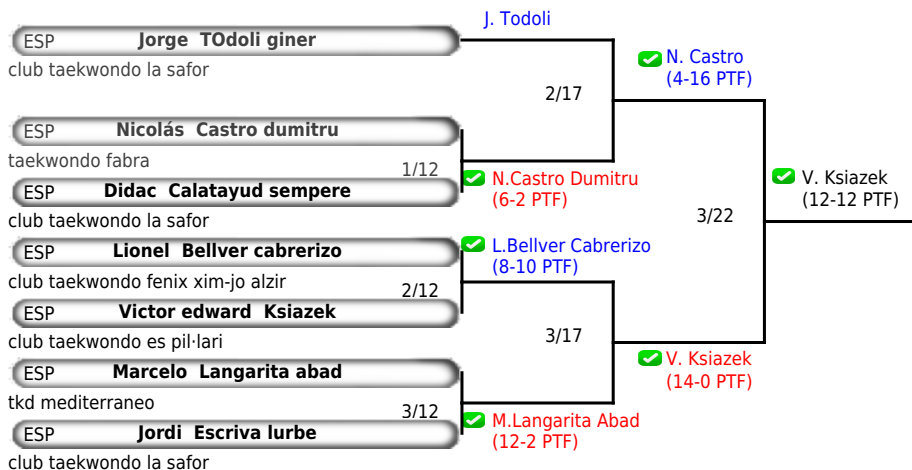 J. Todoli
ESP Jorge TOdoli giner
club taekwondo la safor
N. Castro
(4-16 PTF)
2/17
ESP Nicolás Castro dumitru
taekwondo fabra
1/12
N.Castro Dumitru
(6-2 PTF)
ESP Didac Calatayud sempere
club taekwondo la safor
V. Ksiazek
(12-12 PTF)
3/22
ESP Lionel Bellver cabrerizo
club taekwondo fenix xim-jo alzir
L.Bellver Cabrerizo
(8-10 PTF)
2/12
ESP Victor edward Ksiazek
club taekwondo es pil·lari
3/17
V. Ksiazek
(14-0 PTF)
ESP Marcelo Langarita abad
tkd mediterraneo
3/12
M.Langarita Abad
(12-2 PTF)
ESP Jordi Escriva lurbe
club taekwondo la safor